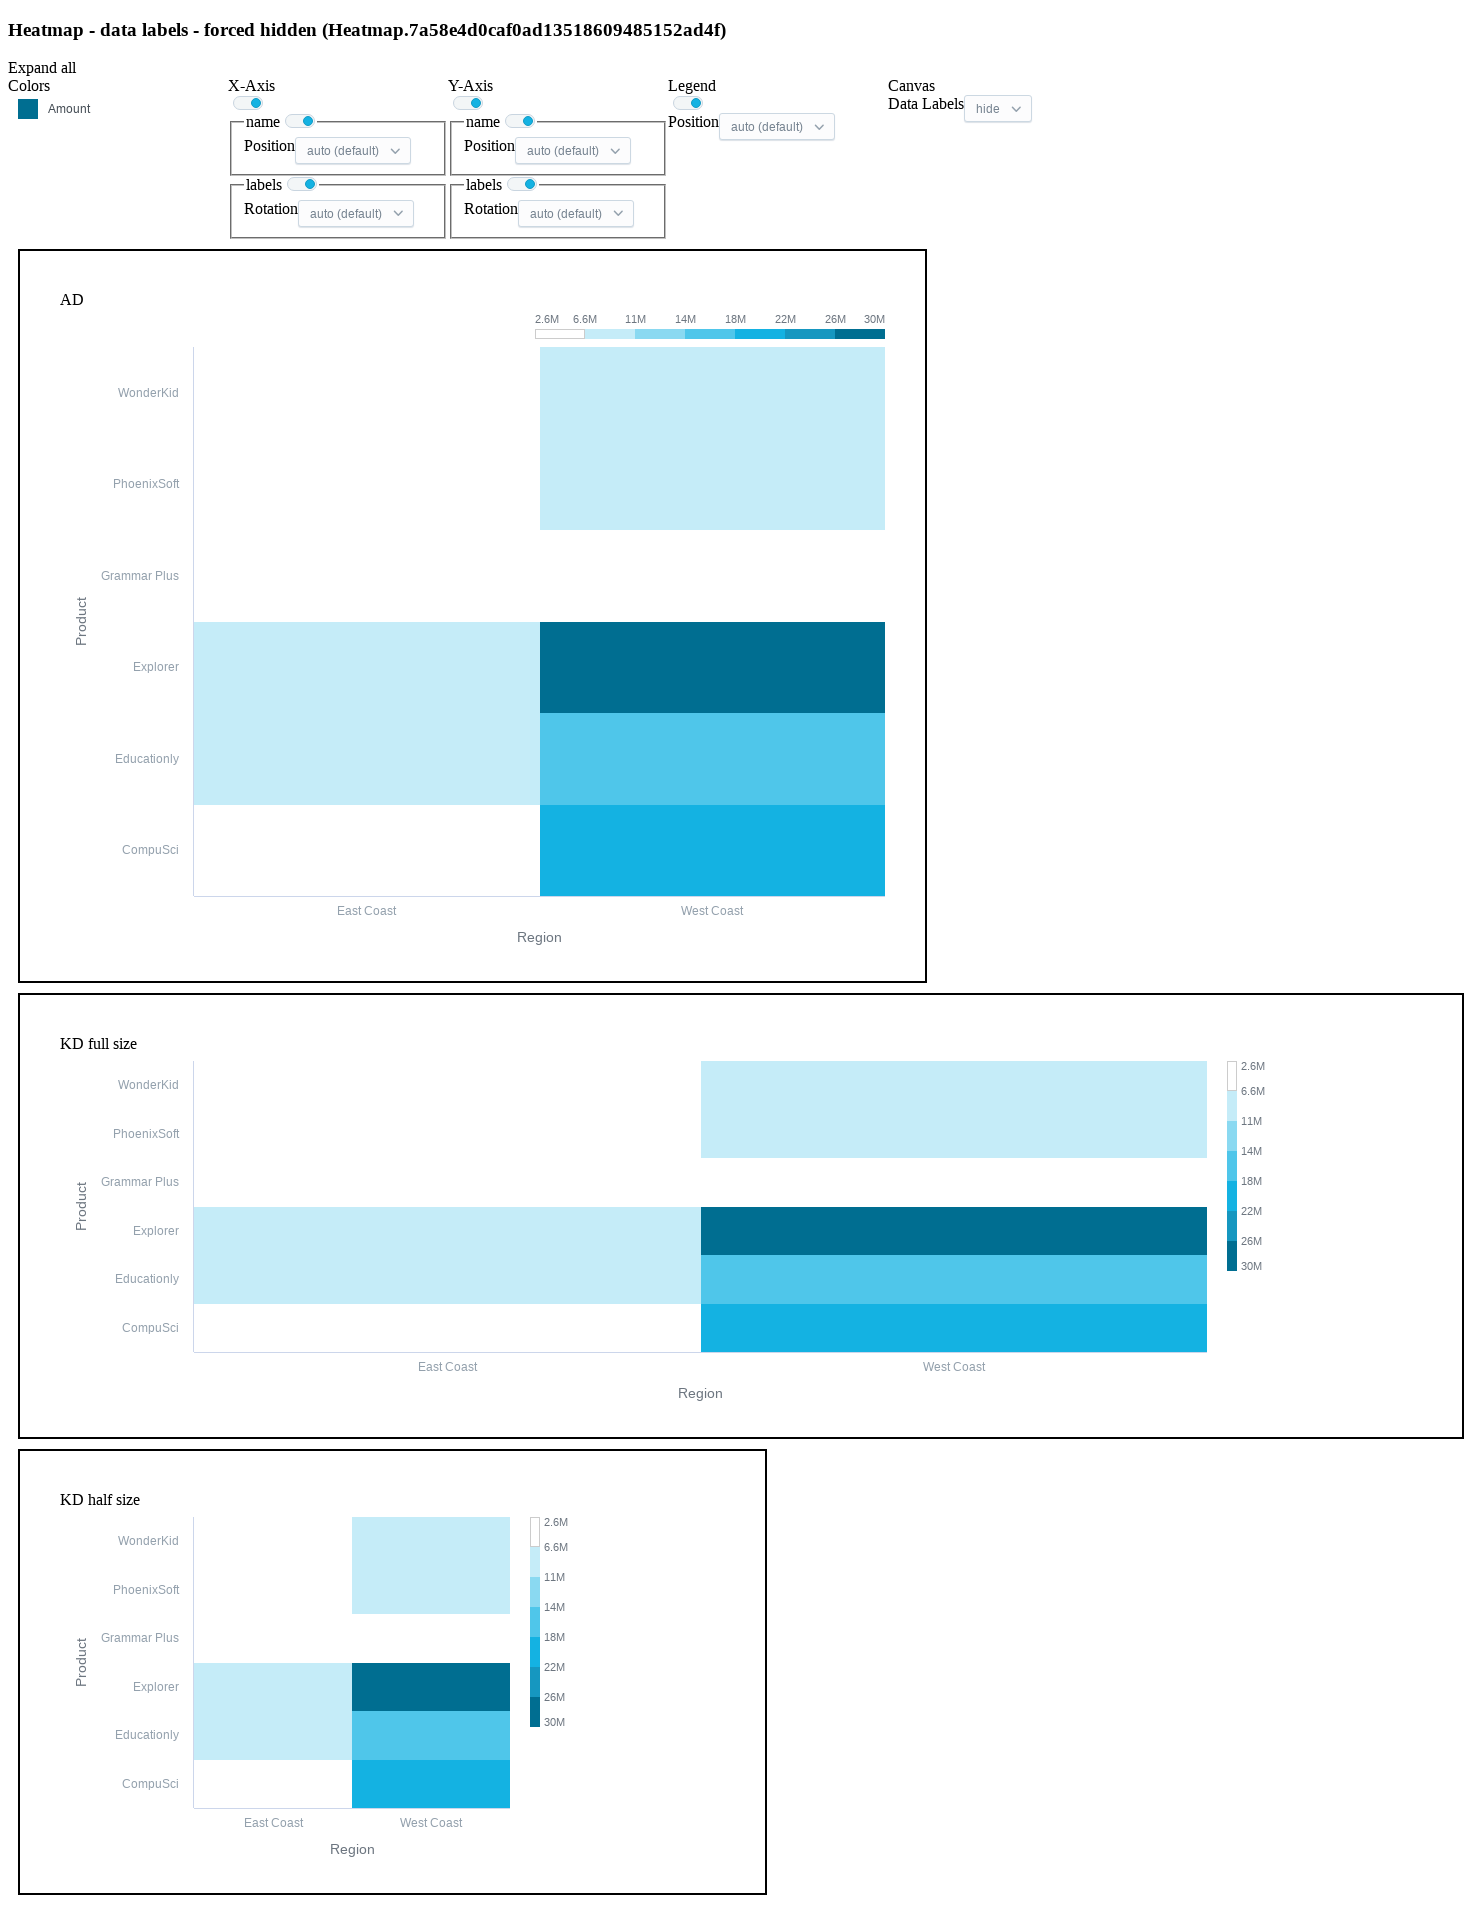 Heatmap - data labels - forced hidden (Heatmap.7a58e4d0caf0ad13518609485152ad4f)
Expand all
Colors
Amount
X-Axis
name
Position auto (default)
labels
Rotation auto (default)
Y-Axis
name
Position auto (default)
labels
Rotation auto (default)
Legend
Position auto (default)
Canvas
Data Labels hide
AD
2.6M 6.6M 11M 14M 18M 22M 26M 30M
WonderKid
PhoenixSoft
Grammar Plus
Explorer
Educationly
CompuSci
Product
East Coast West Coast
Region
KD full size
WonderKid
PhoenixSoft
Grammar Plus
Explorer
Educationly
CompuSci
Product
East Coast West Coast
Region
2.6M
6.6M
11M
14M
18M
22M
26M
30M
KD half size
WonderKid
PhoenixSoft
Grammar Plus
Explorer
Educationly
CompuSci
Product
East Coast West Coast
Region
2.6M
6.6M
11M
14M
18M
22M
26M
30M